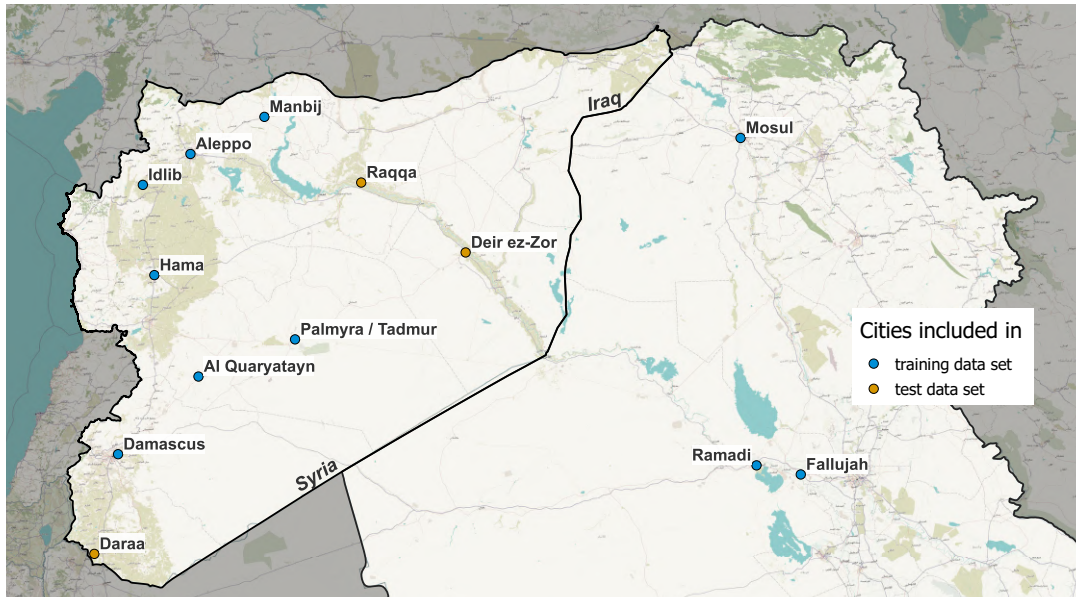 Manbij
Iraq
Mosul
Aleppo
Idlib
Raqqa
Deir ez-Zor
Hama
Palmyra / Tadmur
Cities included in
training data set
test data set
Al Quaryatayn
Damascus
Ramadi
Fallujah
Syria
Daraa